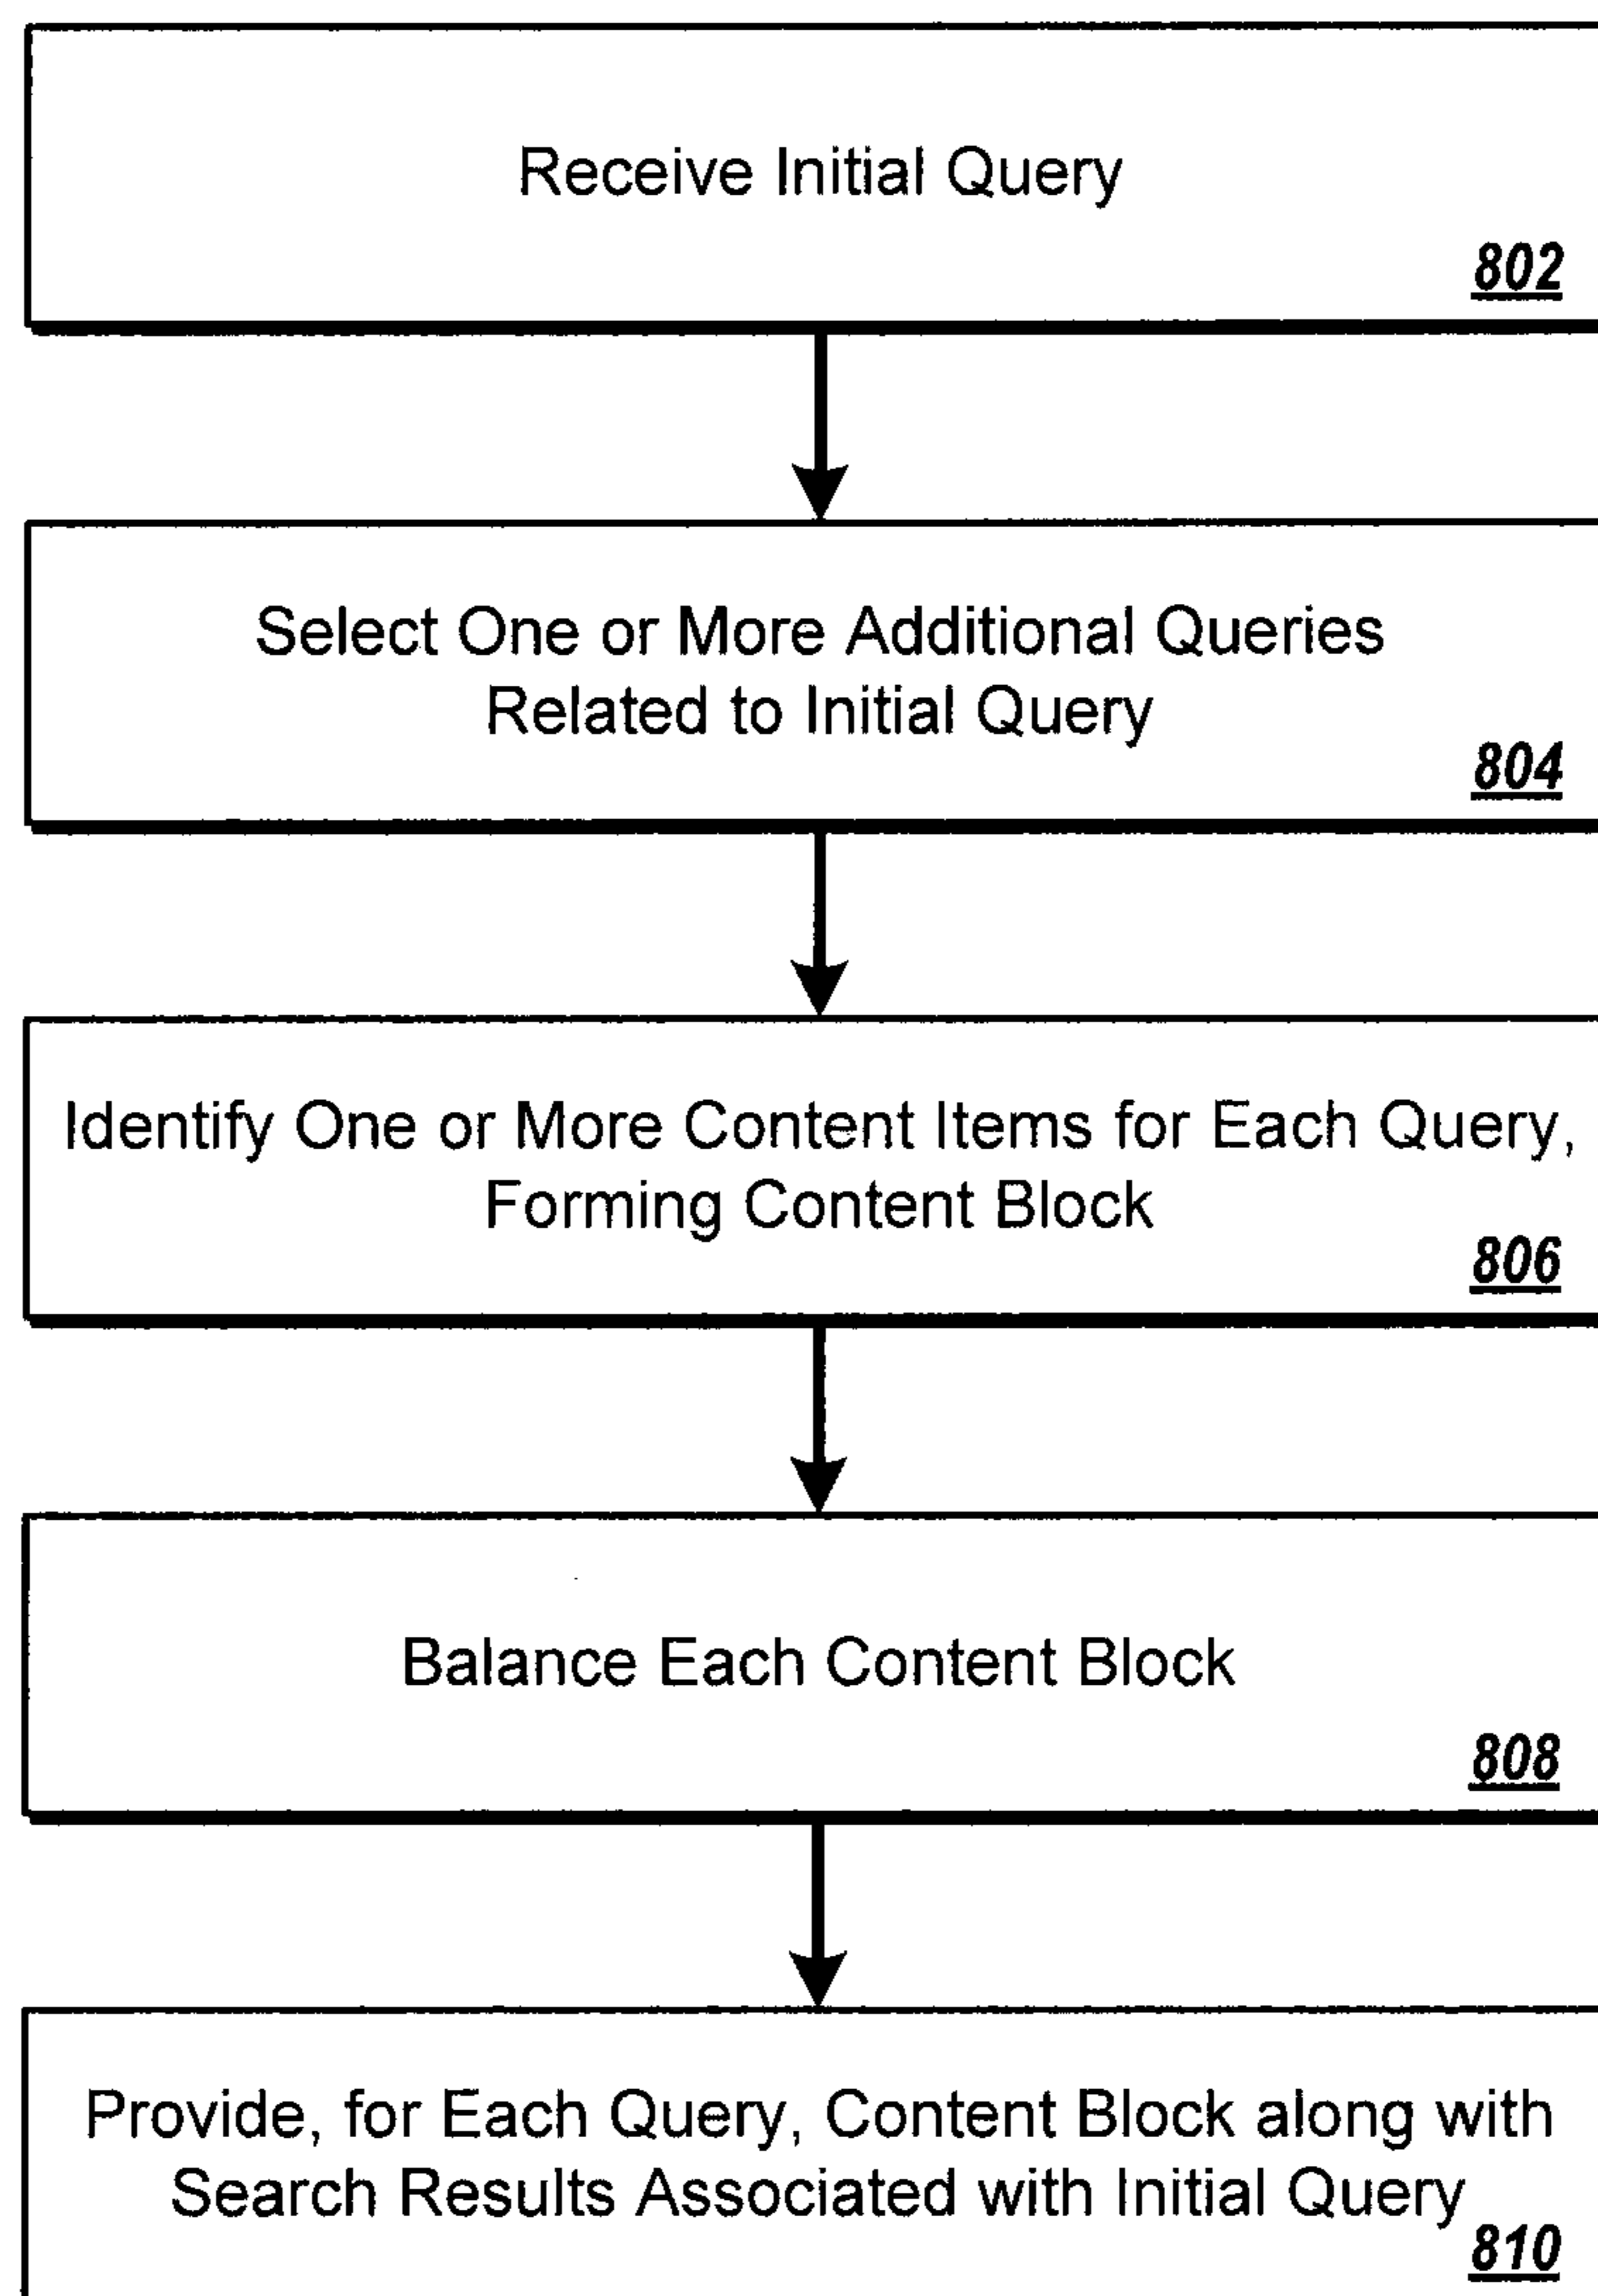 Receive Initial Query
802
Select One or More Additional Queries
Related to Initial Query
804
Identify One or More Content Items for Each Query,
Forming Content Block
806
Balance Each Content Block
808
Provide, for Each Query, Content Block along with
Search Results Associated with Initial Query
810